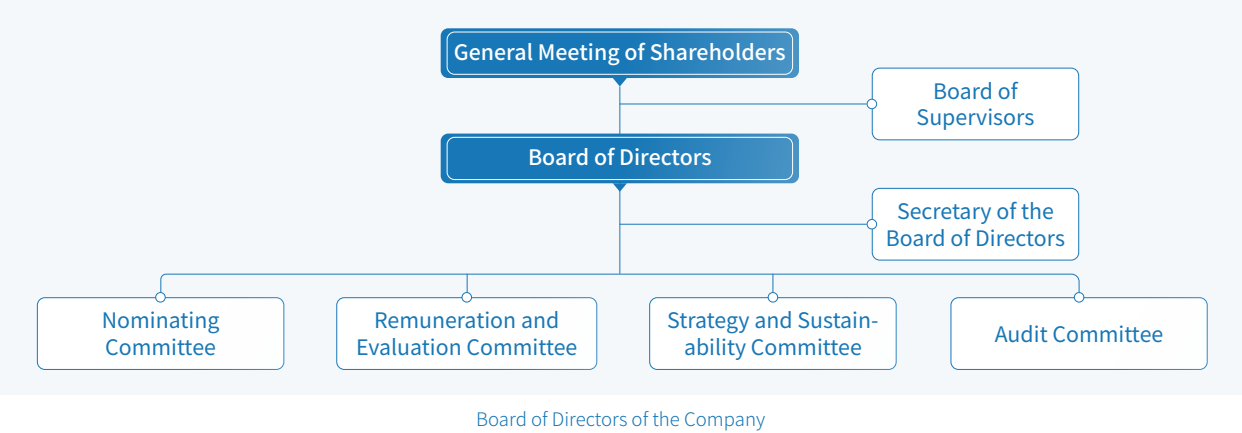 General Meeting of Shareholders
Board of
Supervisors
Board of Directors
Secretary of the
Board of Directors
Nominating
Committee
Remuneration and
Evaluation Committee
Strategy and Sustain-
ability Committee
Audit Committee
Board of Directors of the Company